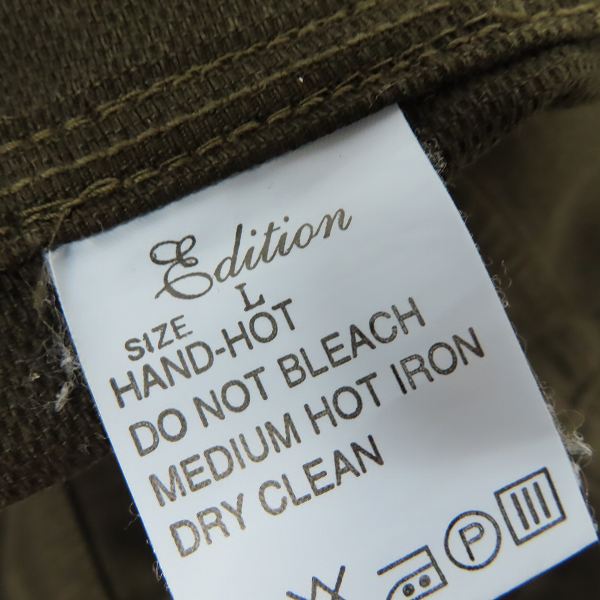 Edition
SIZE L
HAND-HOT
DO NOT BLEACH
MEDIUM HOT IRON
DRY CLEAN
P